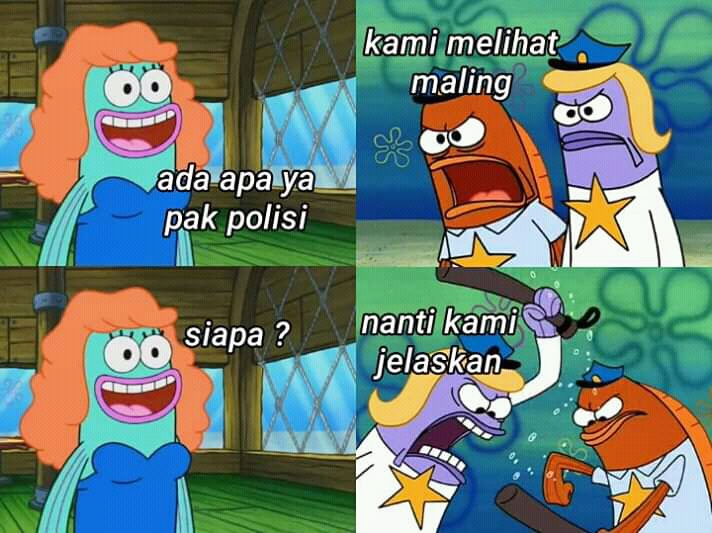 ada apa ya
pak polisi
kami melihat
maling
siapa ?
nanti kami
jelaskan